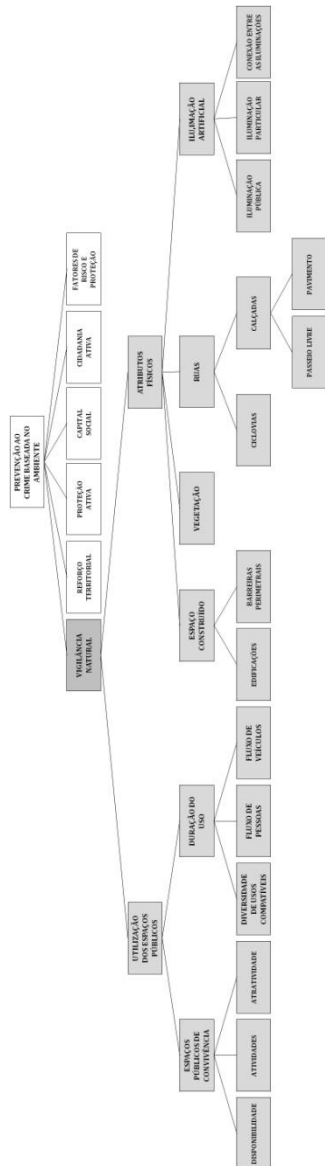 PREVENÇÃO AO
CRIME BASEADA NO
AMBIENTE
VIGILÂNCIA
NATURAL
REFORÇO
TERRITORIAL
PROTEÇÃO
ATIVA
CAPITAL
SOCIAL
CIDADANIA
ATIVA
FATORES DE
RISCO E
PROTEÇÃO
UTILIZAÇÃO
DOS ESPAÇOS
PÚBLICOS
ATRIBUTOS
FÍSICOS
ESPAÇOS
PÚBLICOS DE
CONVIVÊNCIA
DURAÇÃO DO
USO
ESPAÇO
CONSTRUÍDO
VEGETAÇÃO
RUAS
ILU,IMAÇÃO
ARTIFICIAL
DISPONIBILIDADE
ATIVIDADES
ATRATIVIDADE
DIVERSIDADE
DE USOS
COMPATÍVEIS
FLUXO DE
PESSOAS
FLUXO DE
VEÍCULOS
EDIFICAÇÕES
BARREIRAS
PERIMETRAIS
CICLOVIAS
CALÇADAS
ILUMINAÇÃO
PÚBLICA
ILUMINAÇÃO
PARTICULAR
CONEXÃO ENTRE
AS ILUMINAÇÕES
PASSEIO LIVRE
PAVIMENTO